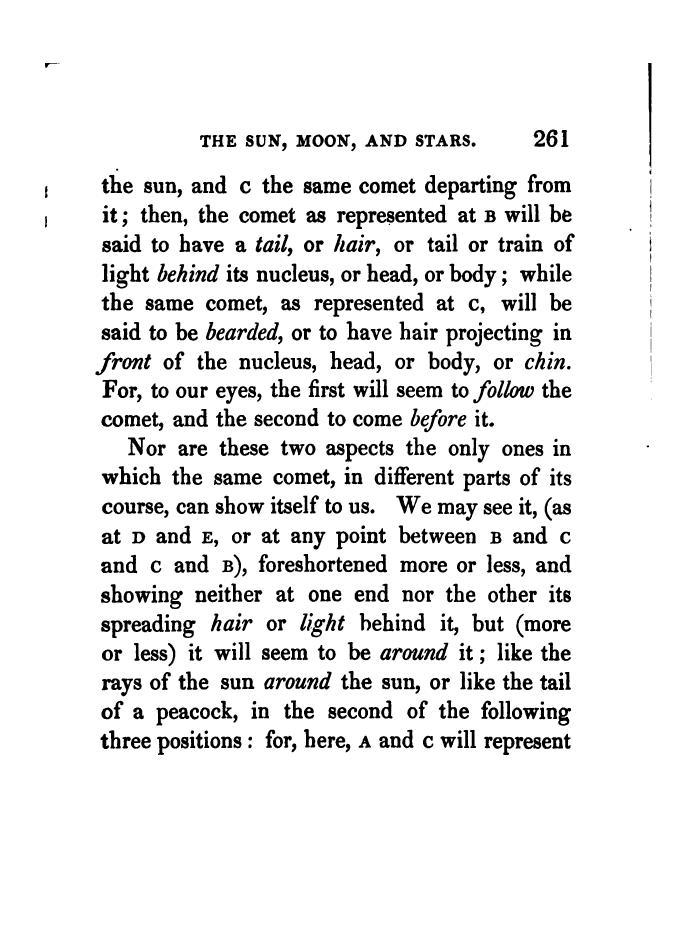 THE SUN, MOON, AND STARS. 261
the sun, and C the same comet departing from
it; then, the comet as represented at B will be
said to have a tail, or hair, or tail or train of
light behind its nucleus, or head, or body; while
the same comet, as represented at C, will be
said to be bearded, or to have hair projecting in
front of the nucleus, head, or body, or chin.
For, to our eyes, the first will seem to follow the
comet, and the second to come before it.
Nor are these two aspects the only ones in
which the same comet, in different parts of its
course, can show itself to us. We may see it, (as
at D and E, or at any point between B and C
and C and B), foreshortened more or less, and
showing neither at one end nor the other its
spreading hair or light behind it, but (more
or less) it will seem to be around it; like the
rays of the sun around the sun, or like the tail
of a peacock, in the second of the following
three positions: for, here, A and C will represent